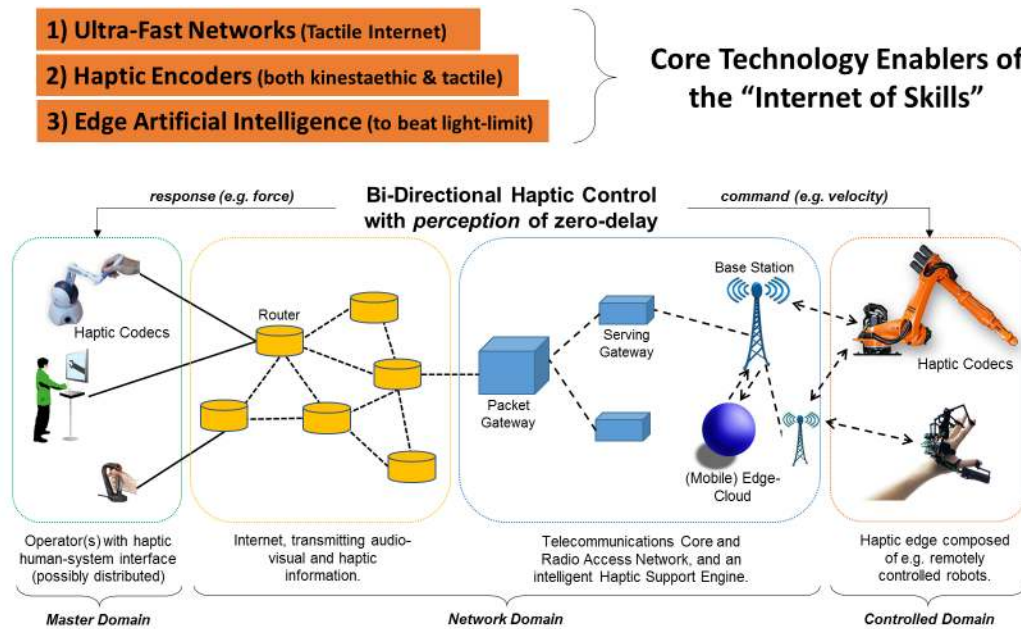 1) Ultra-Fast Networks (Tactile Internet)
2) Haptic Encoders (both kinestaethic & tactile)
3) Edge Artificial Intelligence (to beat light-limit)
Core Technology Enablers of
the “Internet of Skills”
response (e.g. force)
Bi-Directional Haptic Control
with perception of zero-delay
command (e.g. velocity)
Haptic Codecs
Router
Packet
Gateway
Serving
Gateway
Base Station
(Mobile) Edge-
Cloud
Haptic Codecs
Operator(s) with haptic
human-system interface
(possibly distributed)
Internet, transmitting audio-
visual and haptic
information.
Telecommunications Core and
Radio Access Network, and an
intelligent Haptic Support Engine.
Haptic edge composed
of e.g. remotely
controlled robots.
Master Domain
Network Domain
Controlled Domain